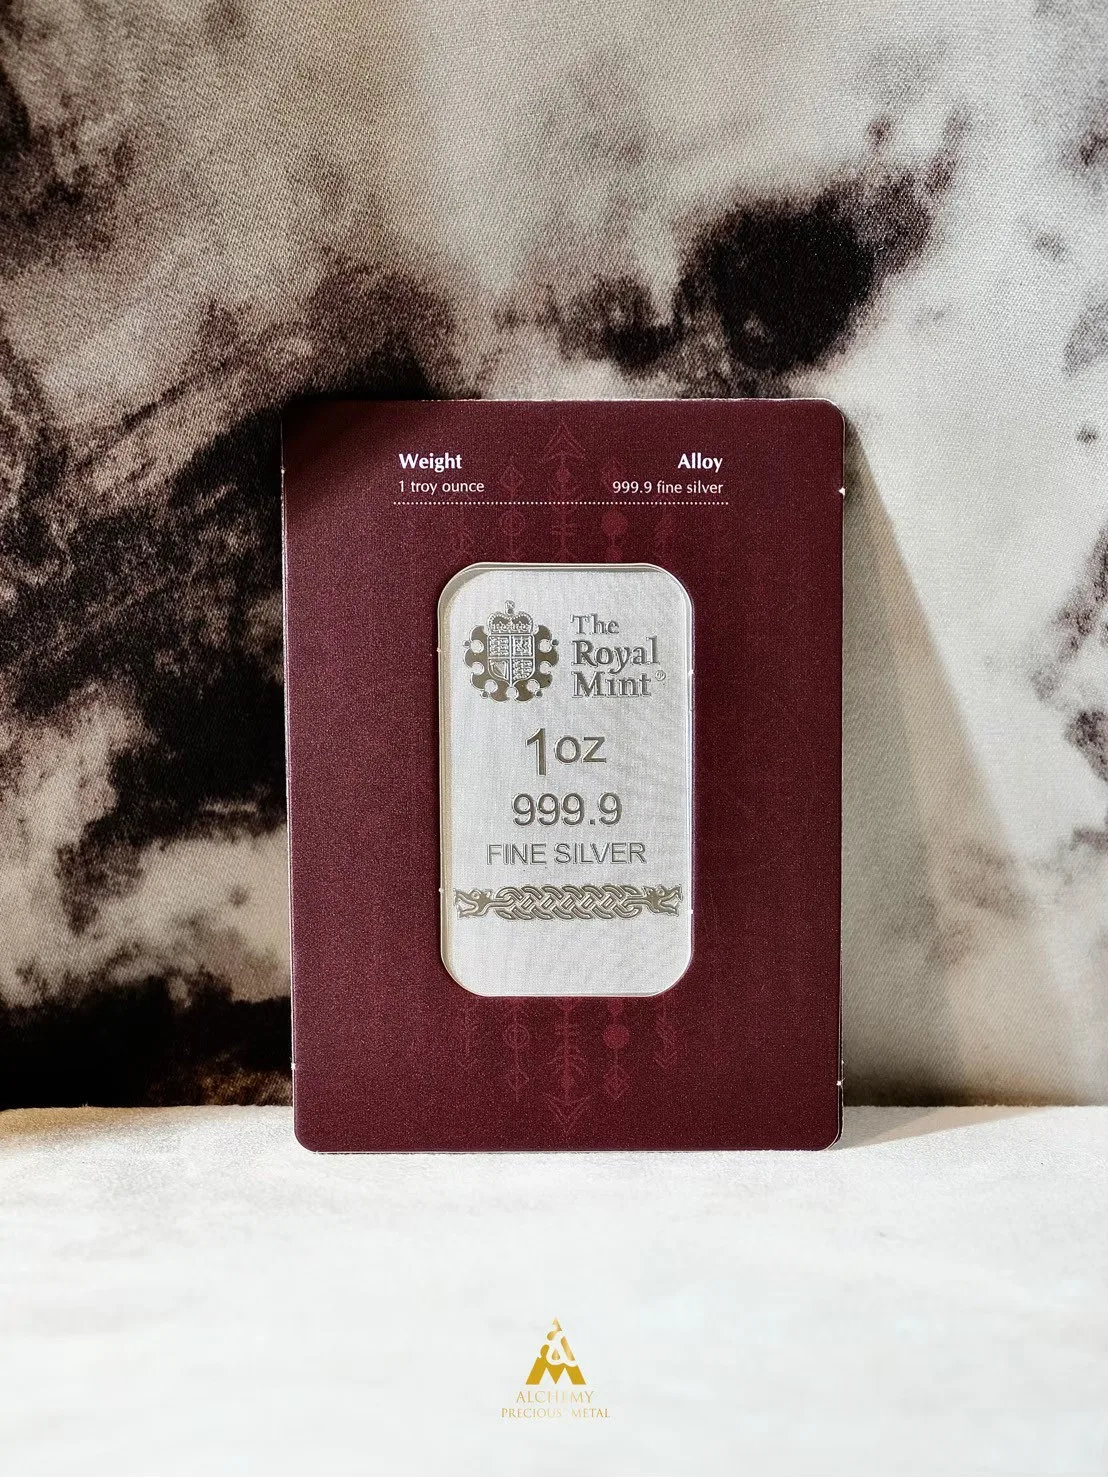 Weight
Alloy
1 troy ounce
999.9 fine silver
The
Royal
Mint®
1oz
999.9
FINE SILVER
ALCHEMY
PRECIOUS METAL